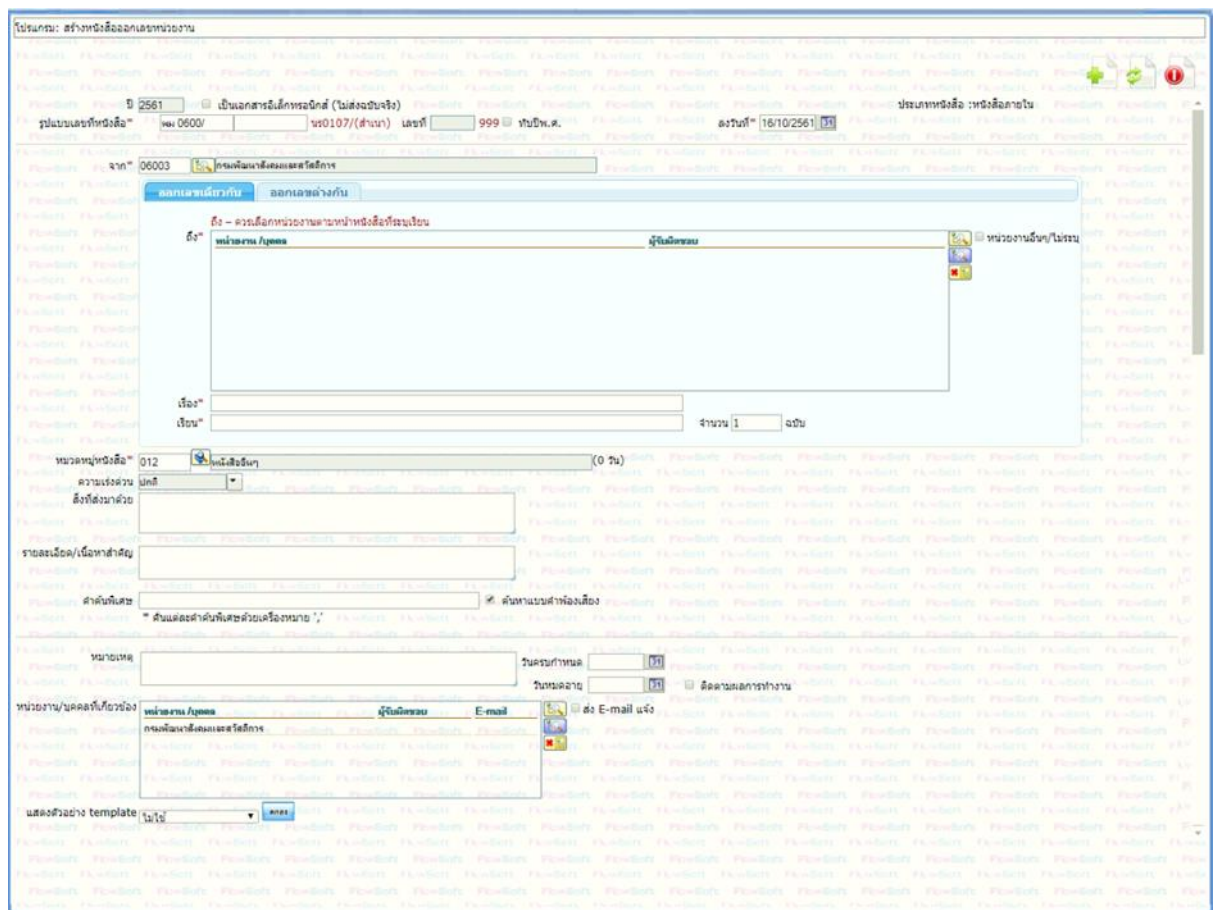 โปรแกรม: สร้างหนังสือออกเลขหน่วยงาน
ปี 2561 เป็นเอกสารอิเล็กทรอนิกส์ (ไม่ส่งฉบับจริง) ประเภทหนังสือ :หนังสือภายใน
รูปแบบเลขที่หนังสือ* พม 0600/ นร0107/(สำเนา) เลขที่ 999 ทับปีพ.ศ. ลงวันที่* 16/10/2561
จาก* 06003 กรมพัฒนาสังคมและสวัสดิการ
ออกเลขเดียวกัน ออกเลขต่างกัน
ถึง – ควรเลือกหน่วยงานตามหน้าหนังสือที่ระบุเรียน
ถึง* หน่วยงาน /บุคคล ผู้รับผิดชอบ หน่วยงานอื่นๆ/ไม่ระบุ
เรื่อง*
เรียน* จำนวน 1 ฉบับ
หมวดหมู่หนังสือ* 012 หนังสืออื่นๆ (0 วัน)
ความเร่งด่วน ปกติ
สิ่งที่ส่งมาด้วย
รายละเอียด/เนื้อหาสำคัญ
คำค้นพิเศษ ค้นหาแบบคำพ้องเสียง
* คั่นแต่ละคำค้นพิเศษด้วยเครื่องหมาย ','
หมายเหตุ วันครบกำหนด
วันหมดอายุ ติดตามผลการทำงาน
หน่วยงาน/บุคคลที่เกี่ยวข้อง หน่วยงาน /บุคคล ผู้รับผิดชอบ E-mail ส่ง E-mail แจ้ง
กรมพัฒนาสังคมและสวัสดิการ
แสดงตัวอย่าง template ไม่ใช่ ตกลง